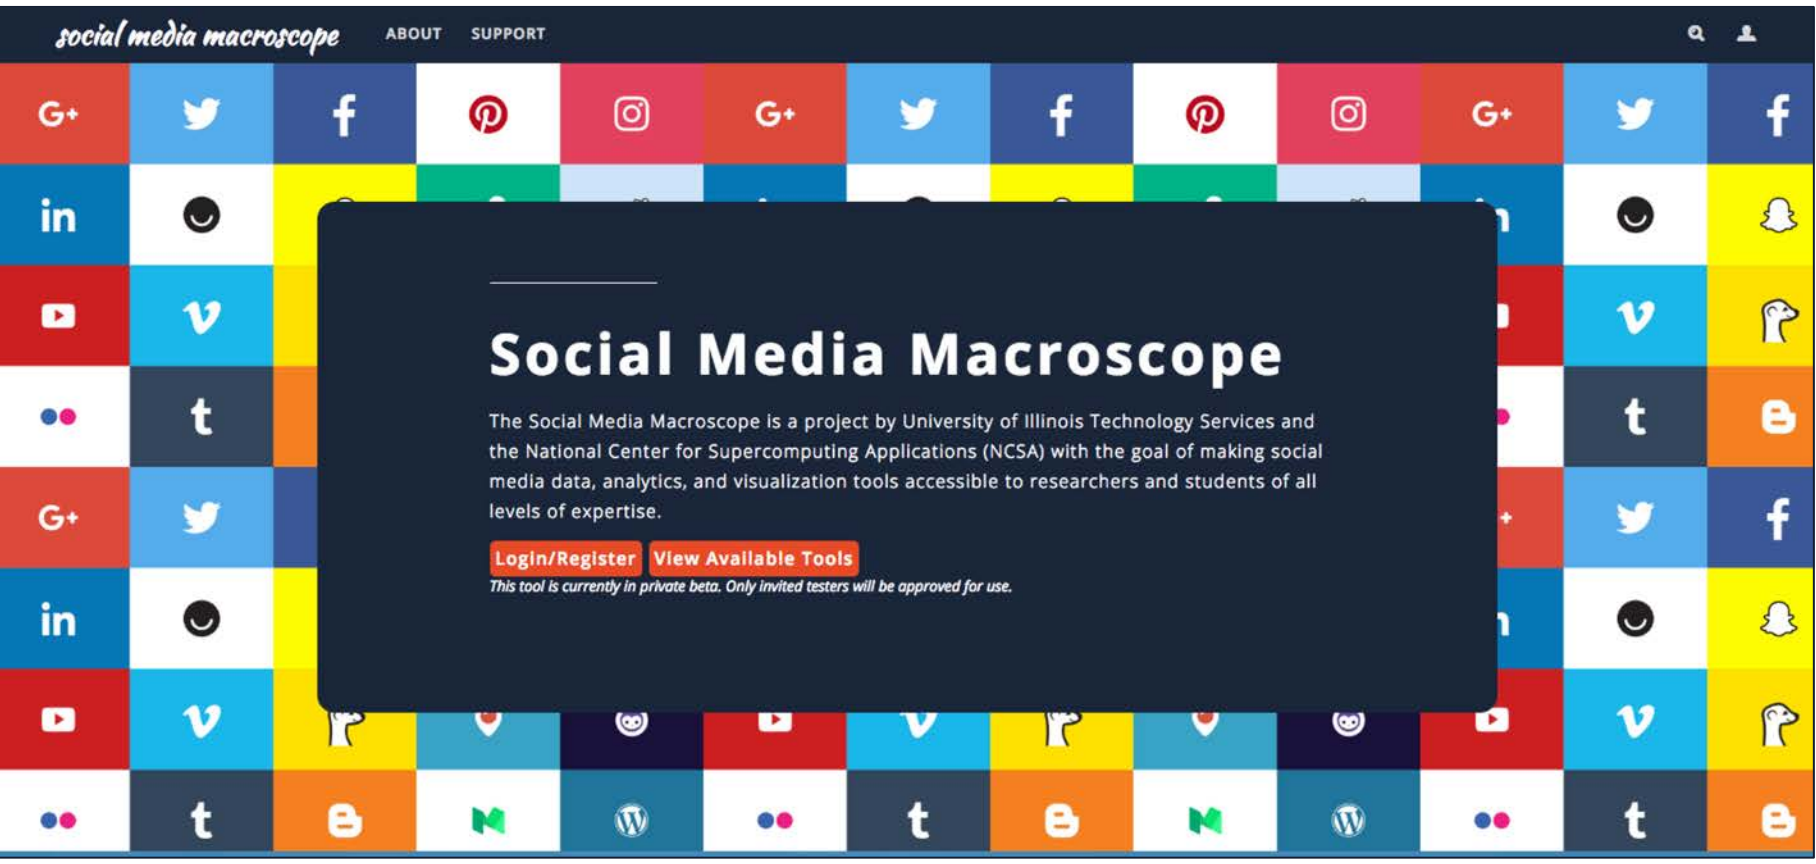 social media macroscope ABOUT SUPPORT
G+ f G+ f G+ f
in in
t t
G+ f
in
t t t
Social Media Macroscope
The Social Media Macroscope is a project by University of Illinois Technology Services and
the National Center for Supercomputing Applications (NCSA) with the goal of making social
media data, analytics, and visualization tools accessible to researchers and students of all
levels of expertise.
Login/Register View Available Tools
This tool is currently in private beta. Only invited testers will be approved for use.